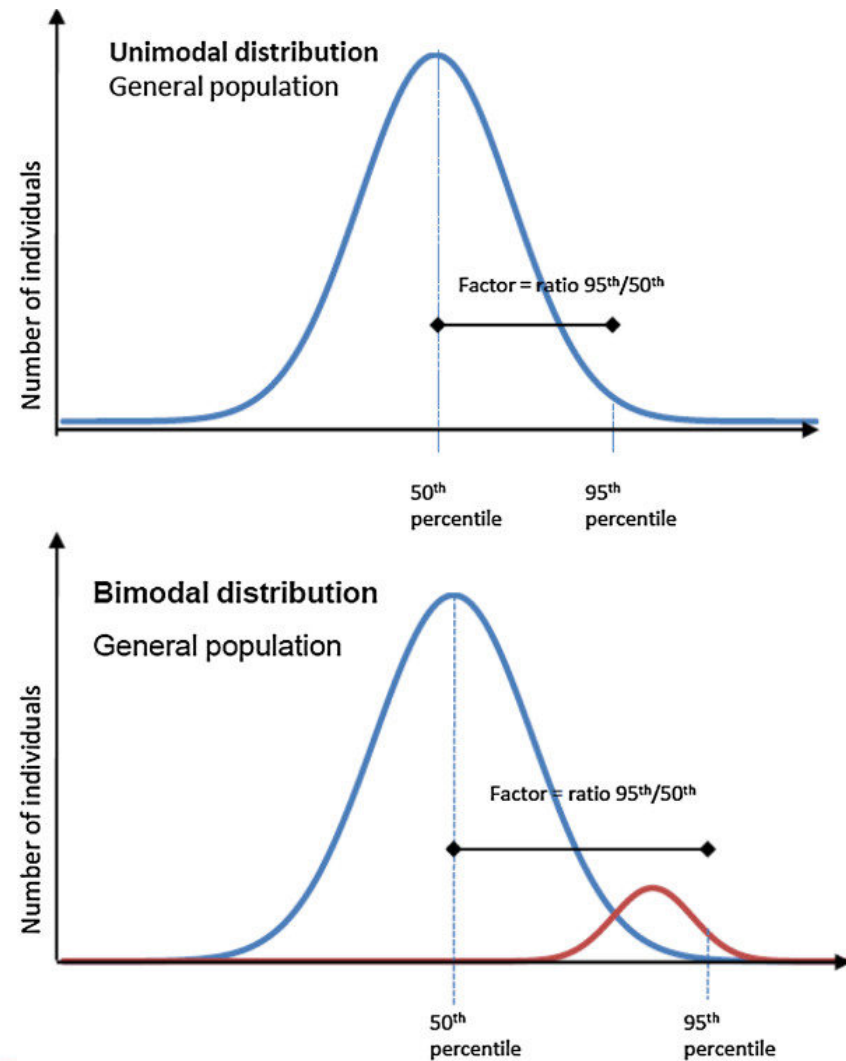 Unimodal distribution
General population
Number of individuals
Factor = ratio 95th/50th
50th
percentile
95th
percentile
Bimodal distribution
General population
Number of individuals
Factor = ratio 95th/50th
50th
percentile
95th
percentile